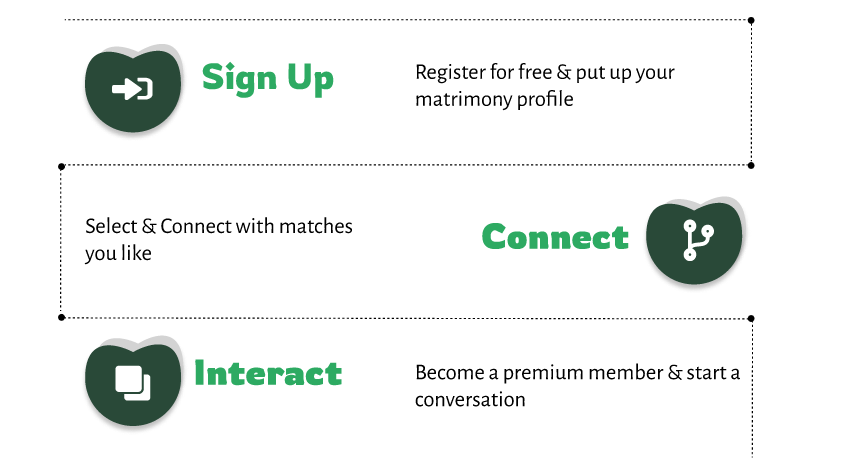 Sign Up
Register for free & put up your
matrimony profile
Select & Connect with matches
you like
Connect
Interact
Become a premium member & start a
conversation